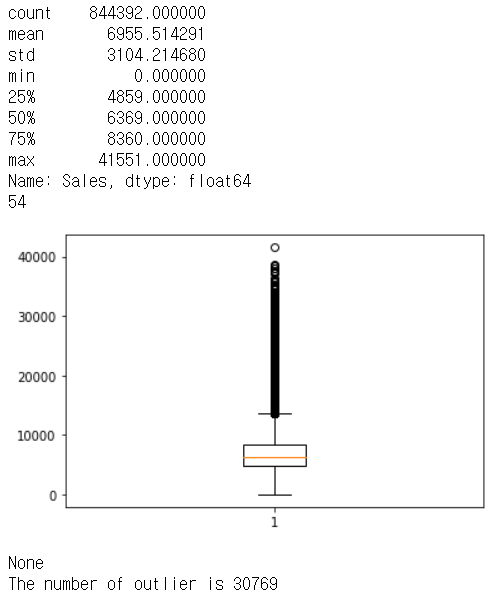 count 844392.000000
mean 6955.514291
std 3104.214680
min 0.000000
25% 4859.000000
50% 6369.000000
75% 8360.000000
max 41551.000000
Name: Sales, dtype: float64
54
40000
30000
20000
10000
0
1
None
The number of outlier is 30769